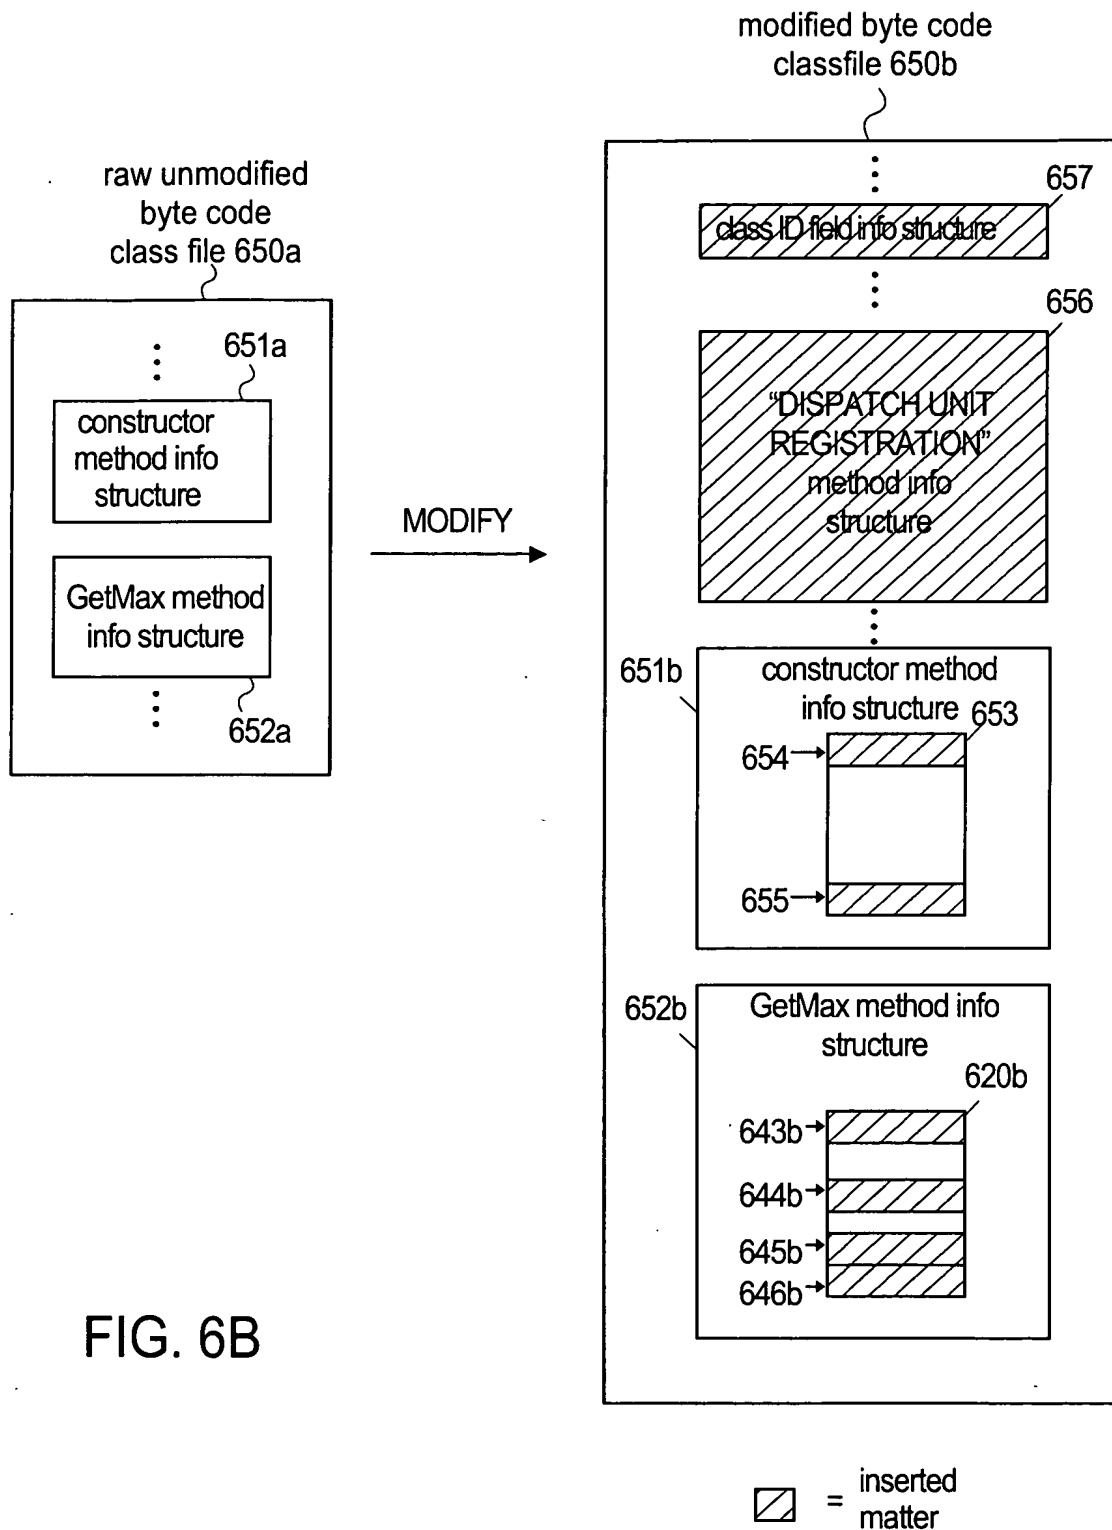 raw unmodified
byte code
class file 650a
651a
constructor
method info
structure
GetMax method
info structure
652a
MODIFY
modified byte code
classfile 650b
657
class ID field info structure
656
“DISPATCH UNIT
REGISTRATION”
method info
structure
651b
constructor method
info structure
653
654
655
652b
GetMax method info
structure
620b
643b
644b
645b
646b
FIG. 6B
= inserted
matter